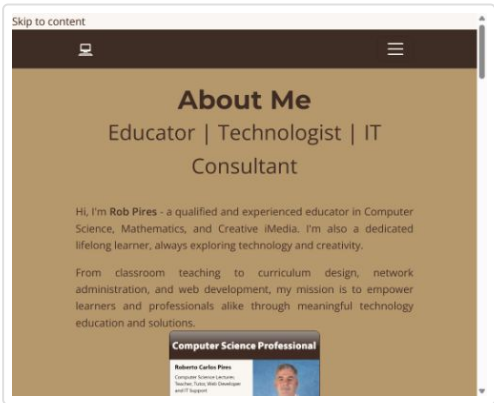 Skip to content
About Me
Educator | Technologist | IT
Consultant
Hi, I'm Rob Pires - a qualified and experienced educator in Computer
Science, Mathematics, and Creative iMedia. I'm also a dedicated
lifelong learner, always exploring technology and creativity.
From classroom teaching to curriculum design, network
administration, and web development, my mission is to empower
learners and professionals alike through meaningful technology
education and solutions.
Computer Science Professional
Roberto Carlos Pires
Computer Science Lecturer,
Teacher, Tutor, Web Developer
and IT Support